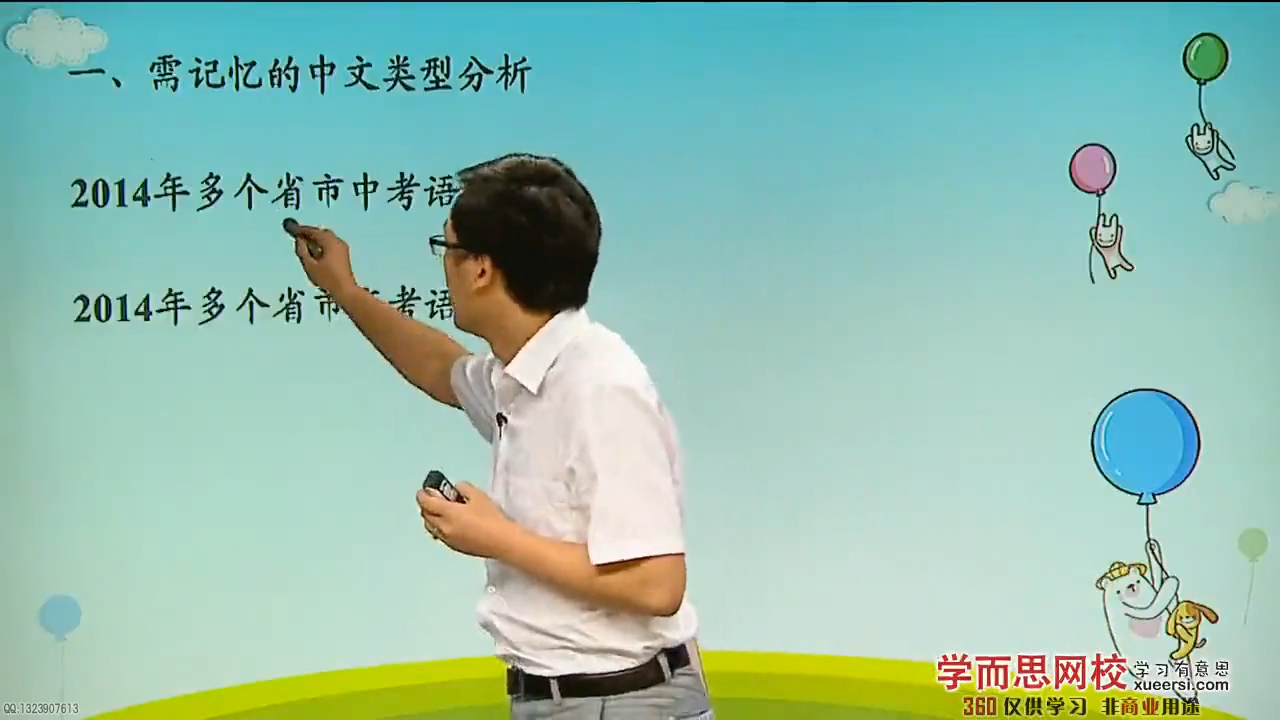 一、需记忆的中文类型分析
2014年多个省市中考语
2014年多个省市高考语
学而思网校 学习有意思
xueersi.com
360 仅供学习 非商业用途
QQ:1323907613